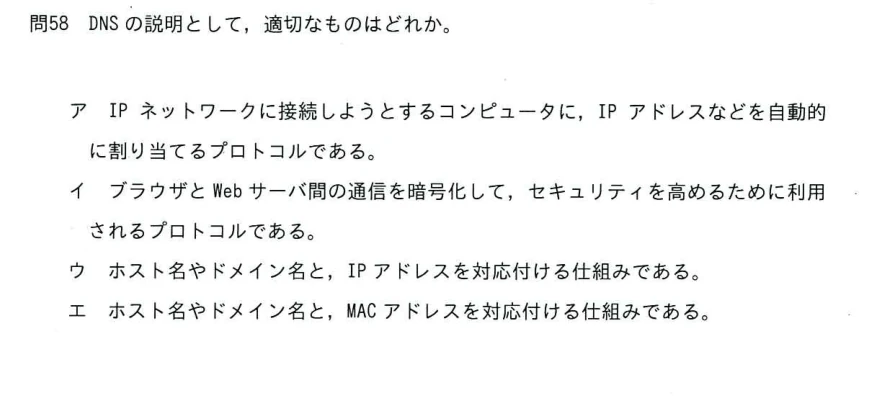 問58 DNS の説明として，適切なものはどれか。
ア IP ネットワークに接続しようとするコンピュータに，IP アドレスなどを自動的
に割り当てるプロトコルである。
イ ブラウザと Web サーバ間の通信を暗号化して，セキュリティを高めるために利用
されるプロトコルである。
ウ ホスト名やドメイン名と，IP アドレスを対応付ける仕組みである。
エ ホスト名やドメイン名と，MAC アドレスを対応付ける仕組みである。